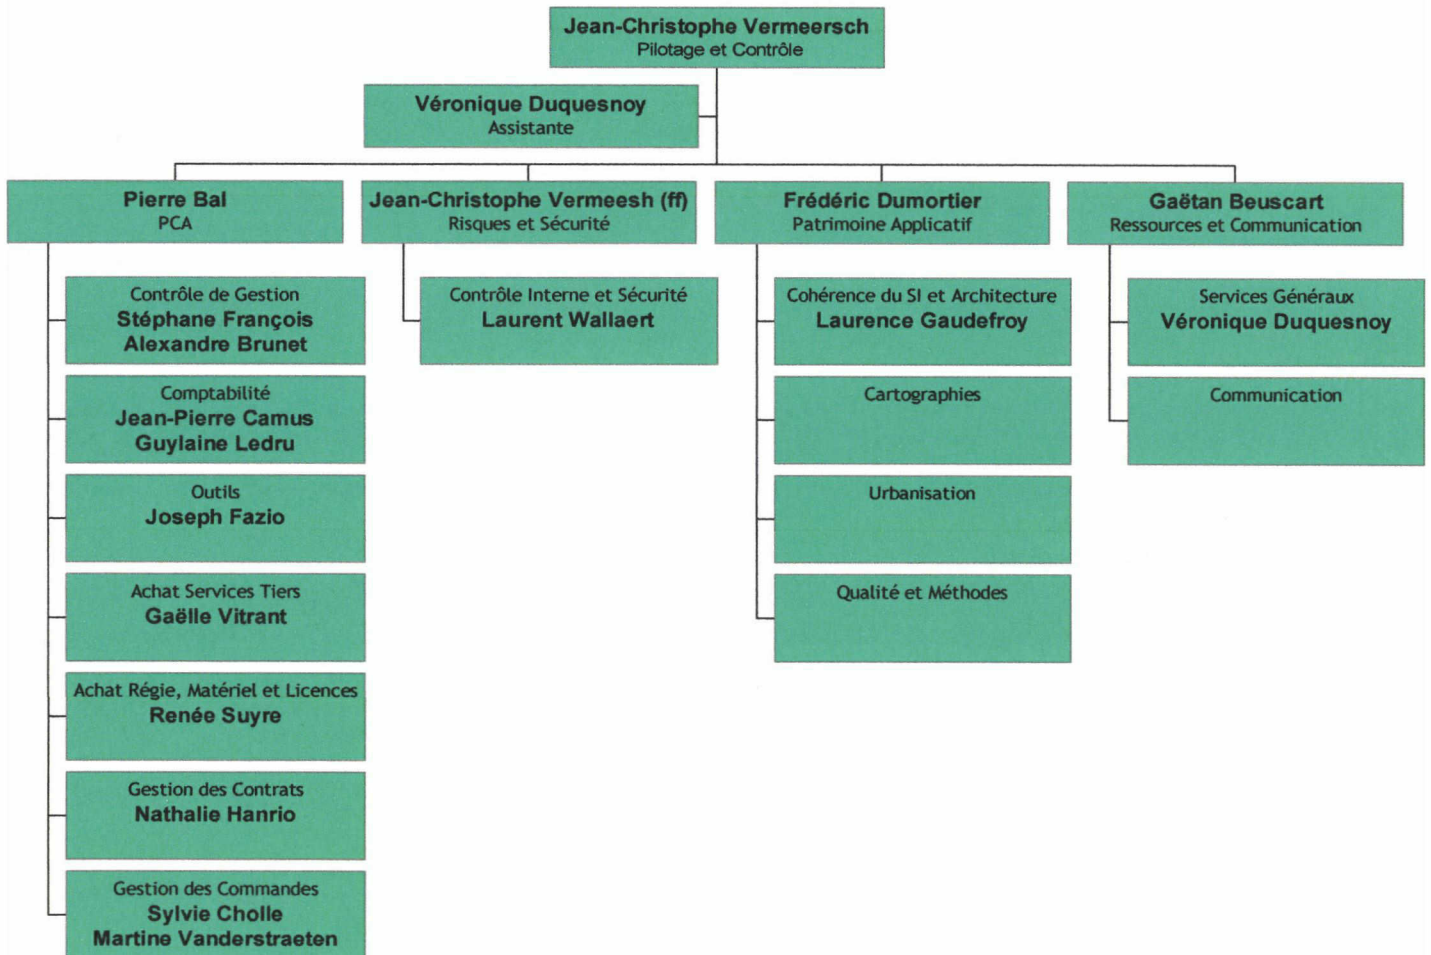 Jean-Christophe Vermeersch
Pilotage et Contrôle
Véronique Duquesnoy
Assistante
Pierre Bal
PCA
Jean-Christophe Vermeesh (ff)
Risques et Sécurité
Frédéric Dumortier
Patrimoine Applicatif
Gaëtan Beuscart
Ressources et Communication
Contrôle de Gestion
Stéphane François
Alexandre Brunet
Comptabilité
Jean-Pierre Camus
Guylaine Ledru
Outils
Joseph Fazio
Achat Services Tiers
Gaëlle Vitrant
Achat Régie, Matériel et Licences
Renée Suyre
Gestion des Contrats
Nathalie Hanrio
Gestion des Commandes
Sylvie Cholle
Martine Vanderstraeten
Contrôle Interne et Sécurité
Laurent Wallaert
Cohérence du SI et Architecture
Laurence Gaudefroy
Cartographies
Urbanisation
Qualité et Méthodes
Services Généraux
Véronique Duquesnoy
Communication